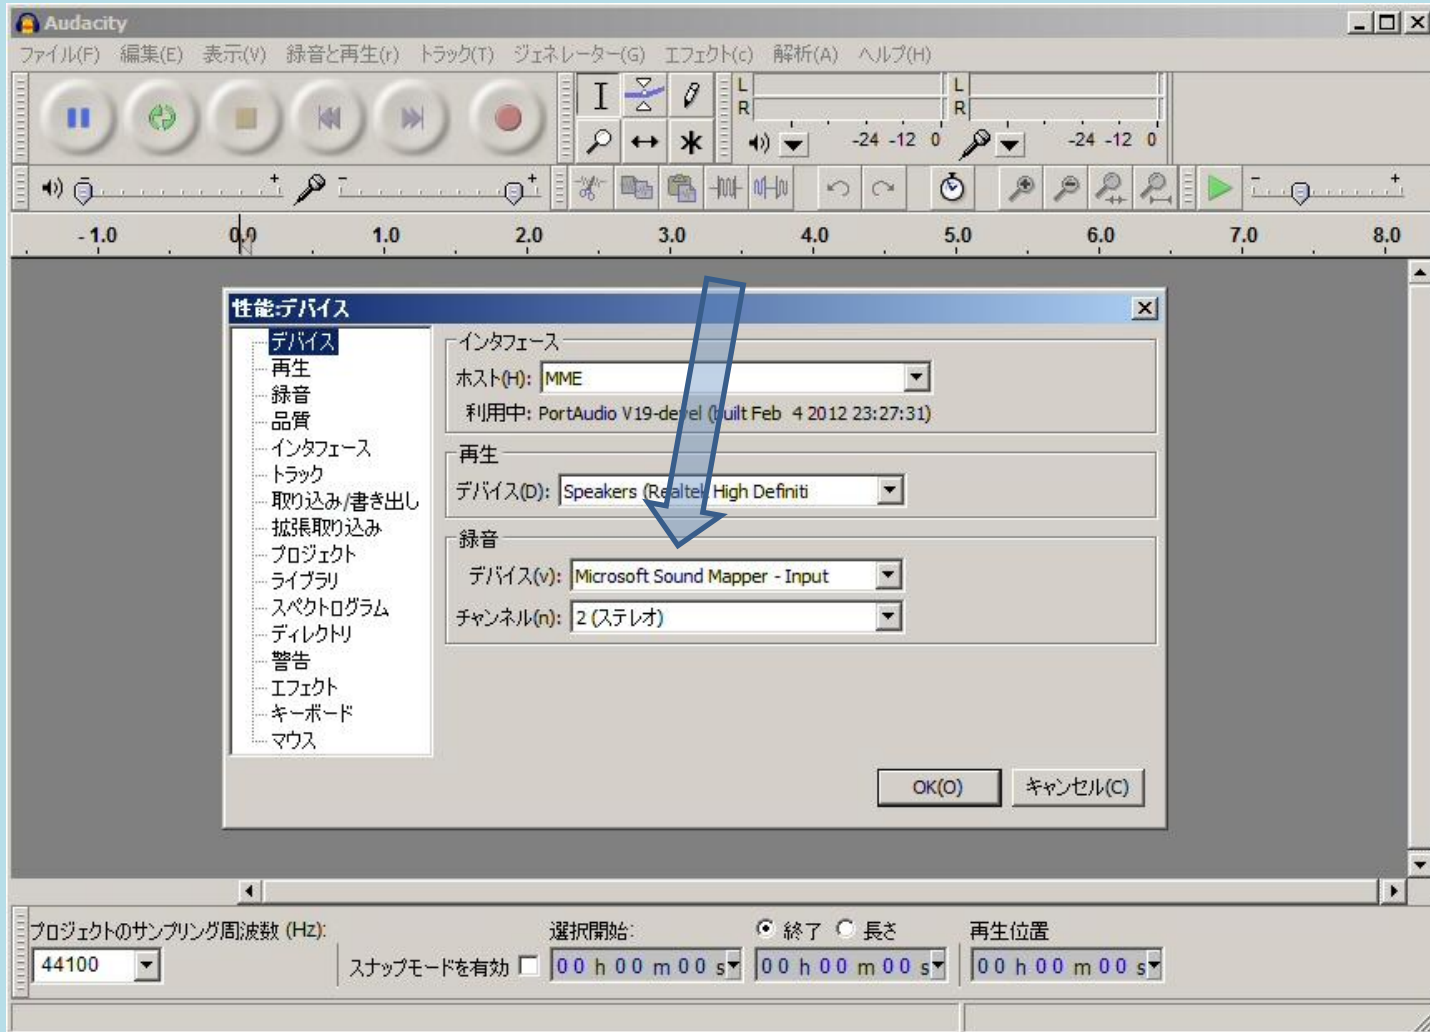 Audacity
ファイル(F) 編集(E) 表示(V) 録音と再生(r) トラック(T) ジェネレーター(G) エフェクト(c) 解析(A) ヘルプ(H)
L L
R R
-24 -12 0 -24 -12 0
- + - + - +
- 1.0 0.0 1.0 2.0 3.0 4.0 5.0 6.0 7.0 8.0
性能:デバイス
デバイス
再生
録音
品質
インタフェース
トラック
取り込み/書き出し
拡張取り込み
プロジェクト
ライブラリ
スペクトログラム
ディレクトリ
警告
エフェクト
キーボード
マウス
インタフェース
ホスト(H): MME
利用中: PortAudio V19-devel (built Feb 4 2012 23:27:31)
再生
デバイス(D): Speakers (Realtek High Definiti
録音
デバイス(v): Microsoft Sound Mapper - Input
チャンネル(n): 2 (ステレオ)
OK(O) キャンセル(C)
プロジェクトのサンプリング周波数 (Hz): 選択開始: 終了 長さ 再生位置
44100 スナップモードを有効 00 h 00 m 00 s 00 h 00 m 00 s 00 h 00 m 00 s